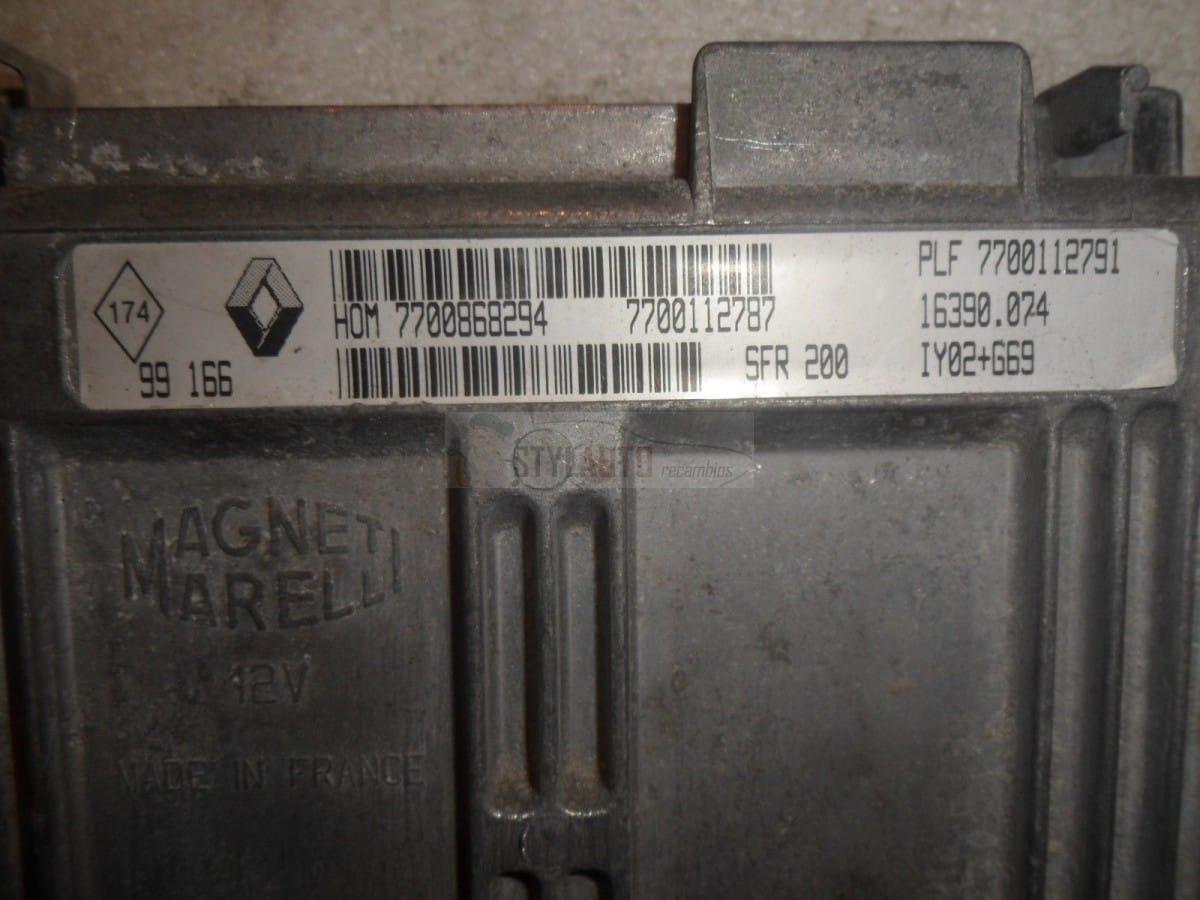 174
99 166
HOM 7700868294 7700112787
SFR 200
PLF 7700112791
16390.074
IY02+G69
STYLAUTO recambios
MAGNETI
MARELLI
12V
MADE IN FRANCE